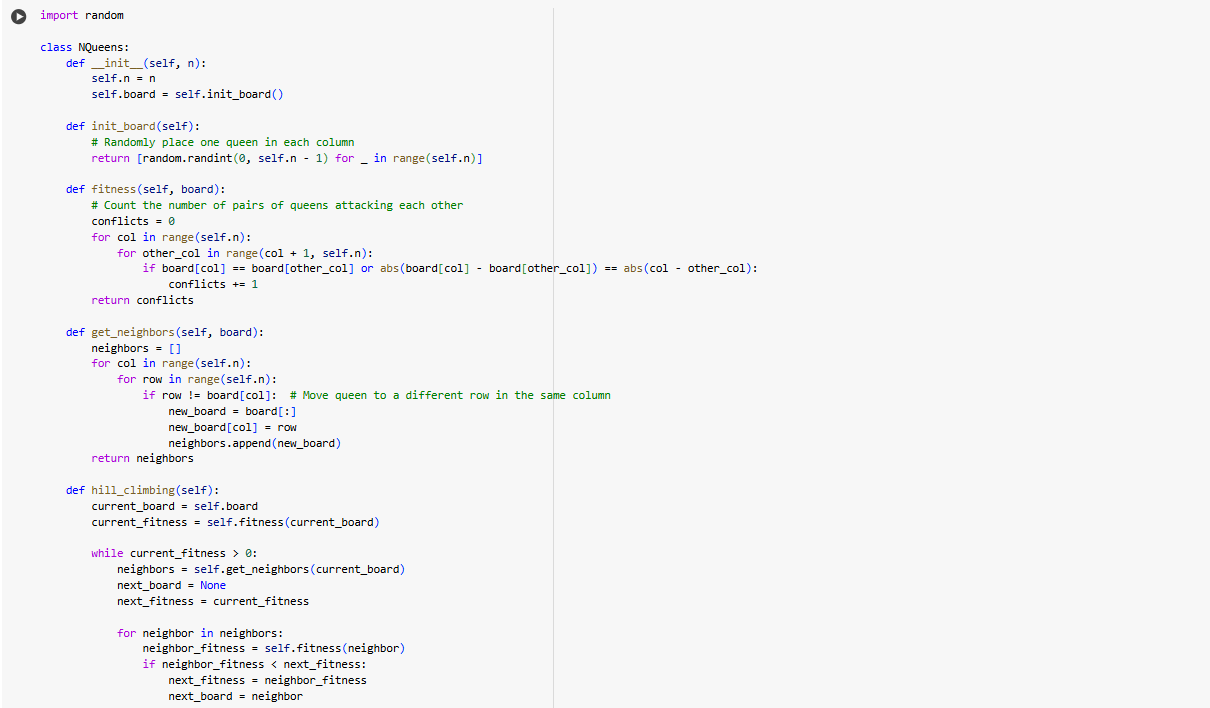 import random
class NQueens:
def __init__(self, n):
self.n = n
self.board = self.init_board()
def init_board(self):
# Randomly place one queen in each column
return [random.randint(0, self.n - 1) for _ in range(self.n)]
def fitness(self, board):
# Count the number of pairs of queens attacking each other
conflicts = 0
for col in range(self.n):
for other_col in range(col + 1, self.n):
if board[col] == board[other_col] or abs(board[col] - board[other_col]) == abs(col - other_col):
conflicts += 1
return conflicts
def get_neighbors(self, board):
neighbors = []
for col in range(self.n):
for row in range(self.n):
if row != board[col]:  # Move queen to a different row in the same column
new_board = board[:]
new_board[col] = row
neighbors.append(new_board)
return neighbors
def hill_climbing(self):
current_board = self.board
current_fitness = self.fitness(current_board)
while current_fitness > 0:
neighbors = self.get_neighbors(current_board)
next_board = None
next_fitness = current_fitness
for neighbor in neighbors:
neighbor_fitness = self.fitness(neighbor)
if neighbor_fitness < next_fitness:
next_fitness = neighbor_fitness
next_board = neighbor